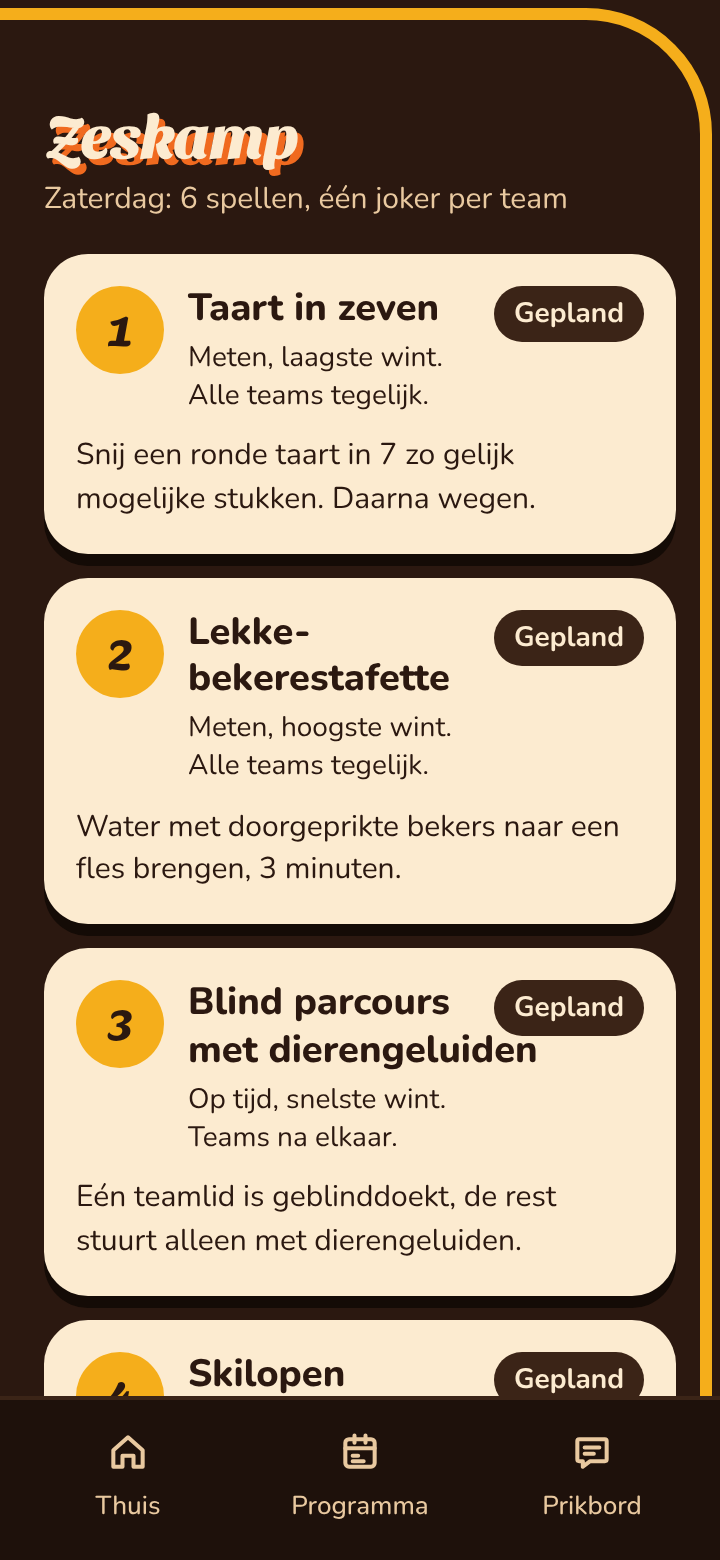 Zeskamp
Zaterdag: 6 spellen, één joker per team
1
Taart in zeven
Gepland
Meten, laagste wint.
Alle teams tegelijk.
Snij een ronde taart in 7 zo gelijk
mogelijke stukken. Daarna wegen.
2
Lekke-
bekerestafette
Gepland
Meten, hoogste wint.
Alle teams tegelijk.
Water met doorgeprikte bekers naar een
fles brengen, 3 minuten.
3
Blind parcours
met dierengeluiden
Gepland
Op tijd, snelste wint.
Teams na elkaar.
Eén teamlid is geblinddoekt, de rest
stuurt alleen met dierengeluiden.
4
Skilopen
Gepland
Thuis
Programma
Prikbord